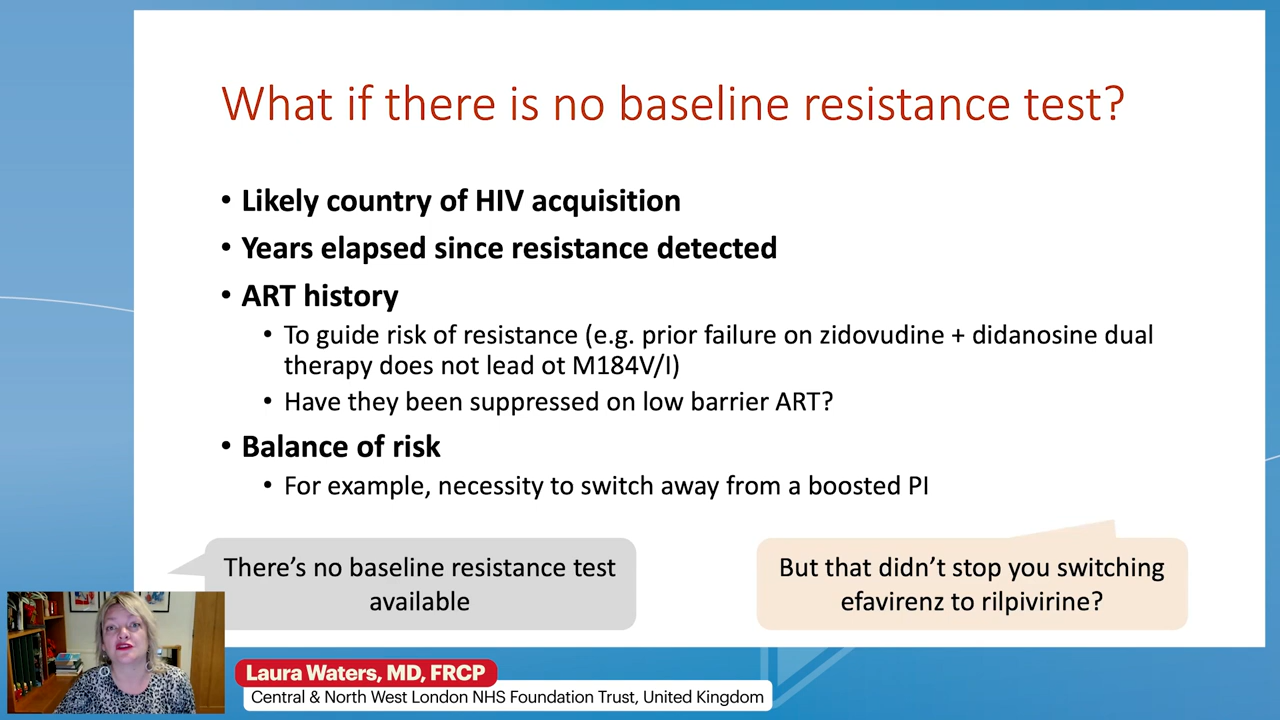 What if there is no baseline resistance test?
• Likely country of HIV acquisition
• Years elapsed since resistance detected
• ART history
• To guide risk of resistance (e.g. prior failure on zidovudine + didanosine dual
therapy does not lead ot M184V/I)
• Have they been suppressed on low barrier ART?
• Balance of risk
• For example, necessity to switch away from a boosted PI
There's no baseline resistance test
available
But that didn't stop you switching
efavirenz to rilpivirine?
Laura Waters, MD, FRCP
Central & North West London NHS Foundation Trust, United Kingdom